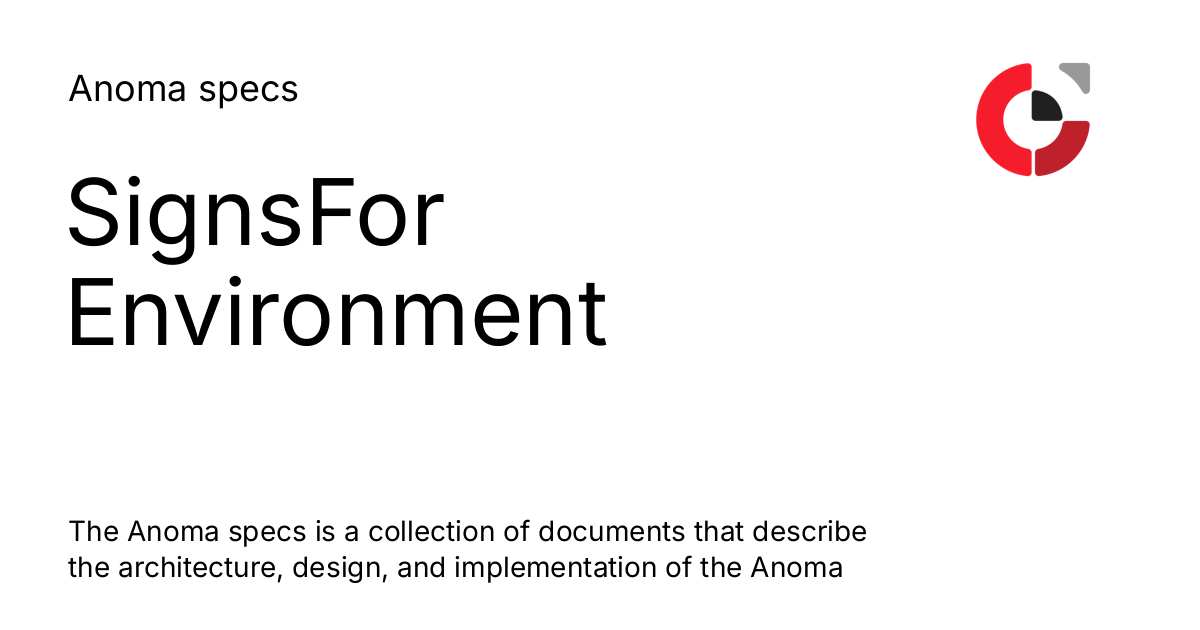 Anoma specs
SignsFor
Environment
The Anoma specs is a collection of documents that describe
the architecture, design, and implementation of the Anoma